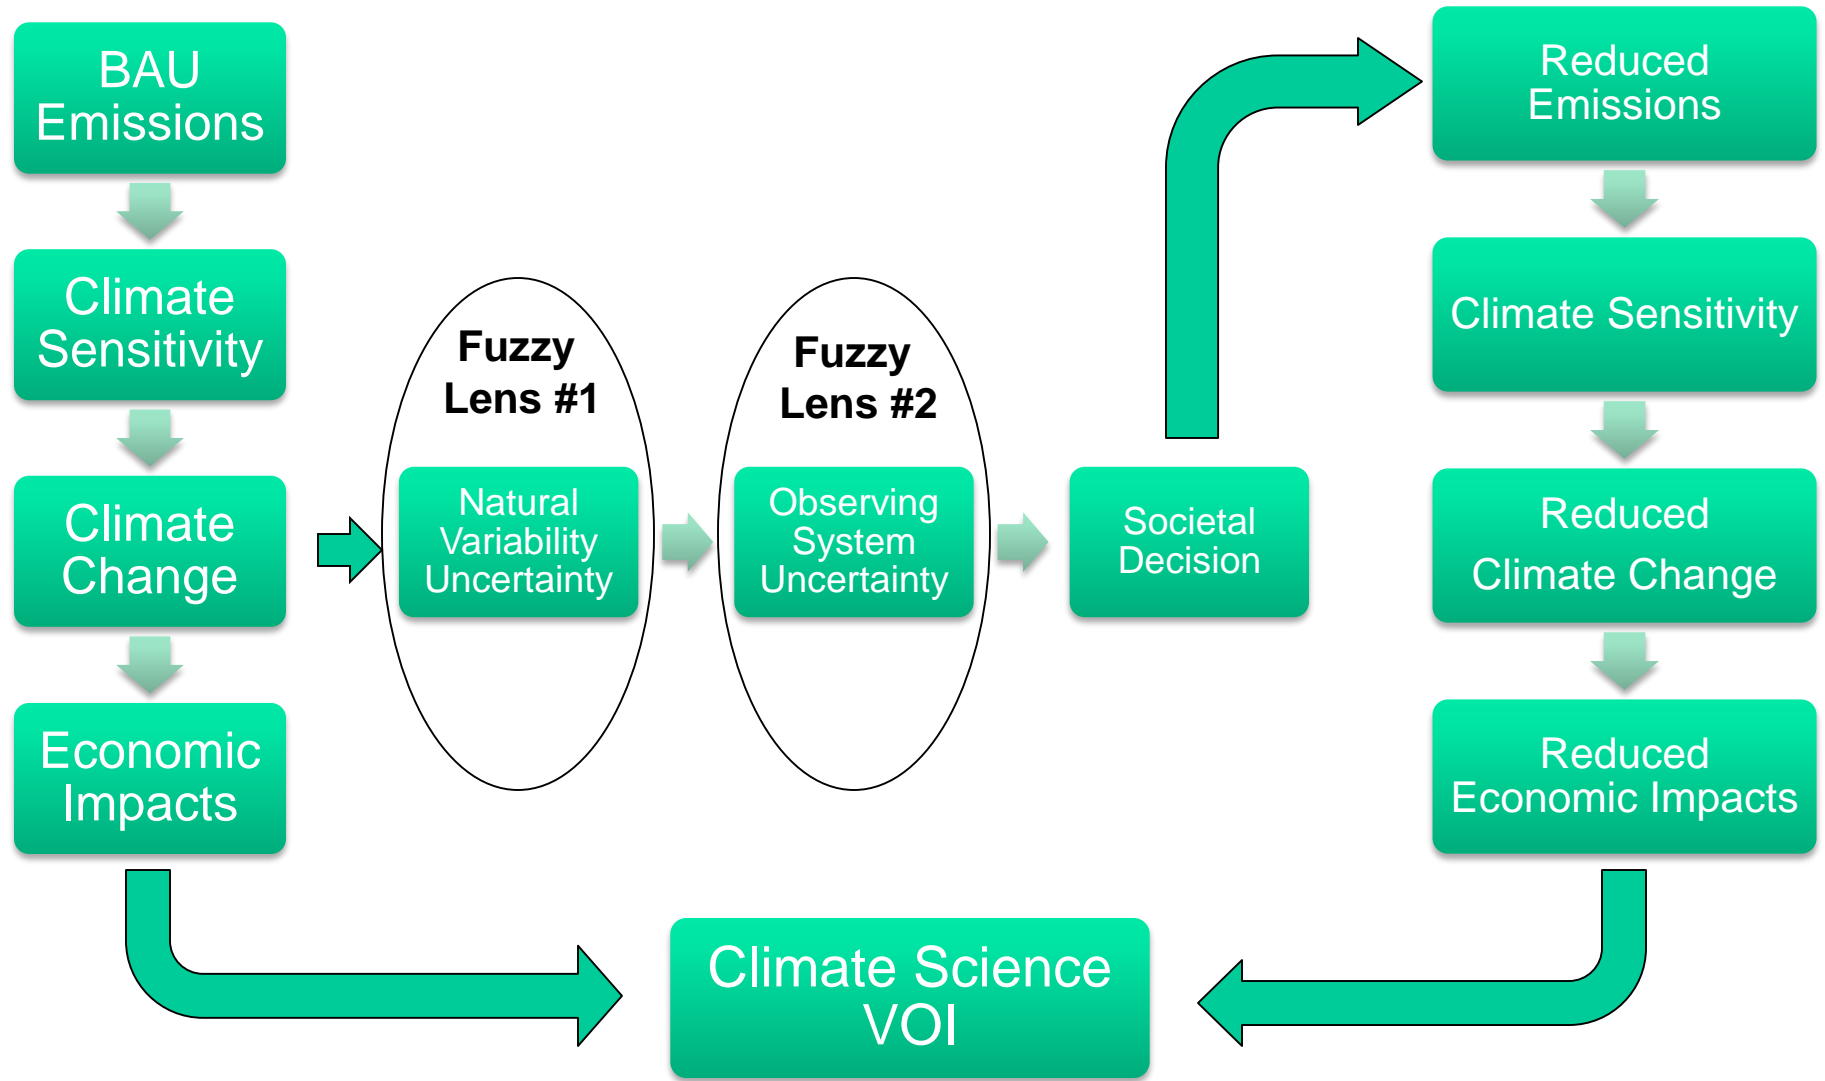 BAU
Emissions
Climate
Sensitivity
Climate
Change
Economic
Impacts
Fuzzy
Lens #1
Natural
Variability
Uncertainty
Fuzzy
Lens #2
Observing
System
Uncertainty
Societal
Decision
Reduced
Emissions
Climate Sensitivity
Reduced
Climate Change
Reduced
Economic Impacts
Climate Science
VOI